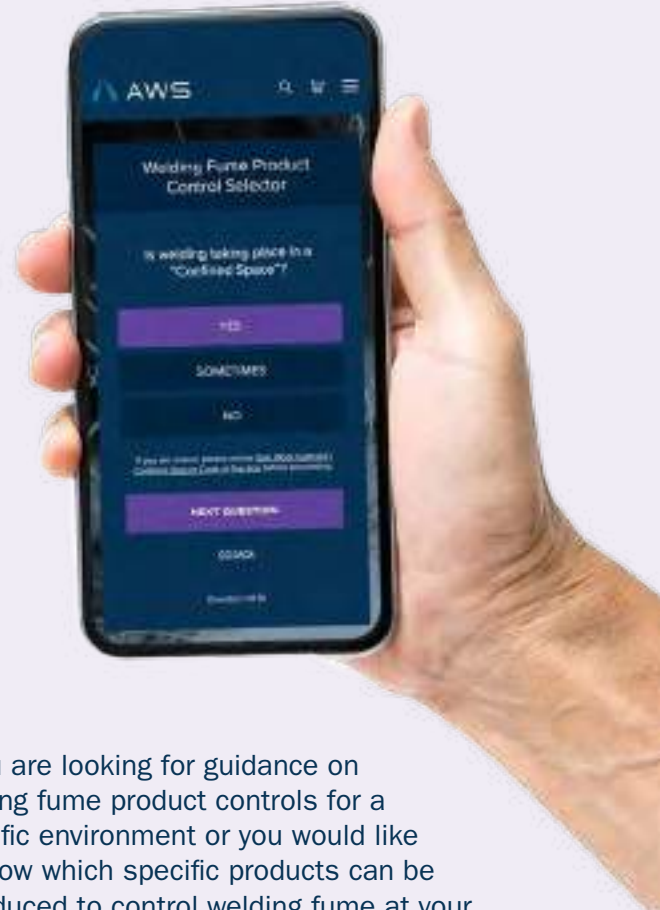 AWS
Welding Fume Product
Control Selector
Is welding taking place in a
"Confined Space"?
YES
SOMETIMES
NO
NEXT QUESTION
GO BACK
are looking for guidance on
ng fume product controls for a
fic environment or you would like
ow which specific products can be
duced to control welding fume at your